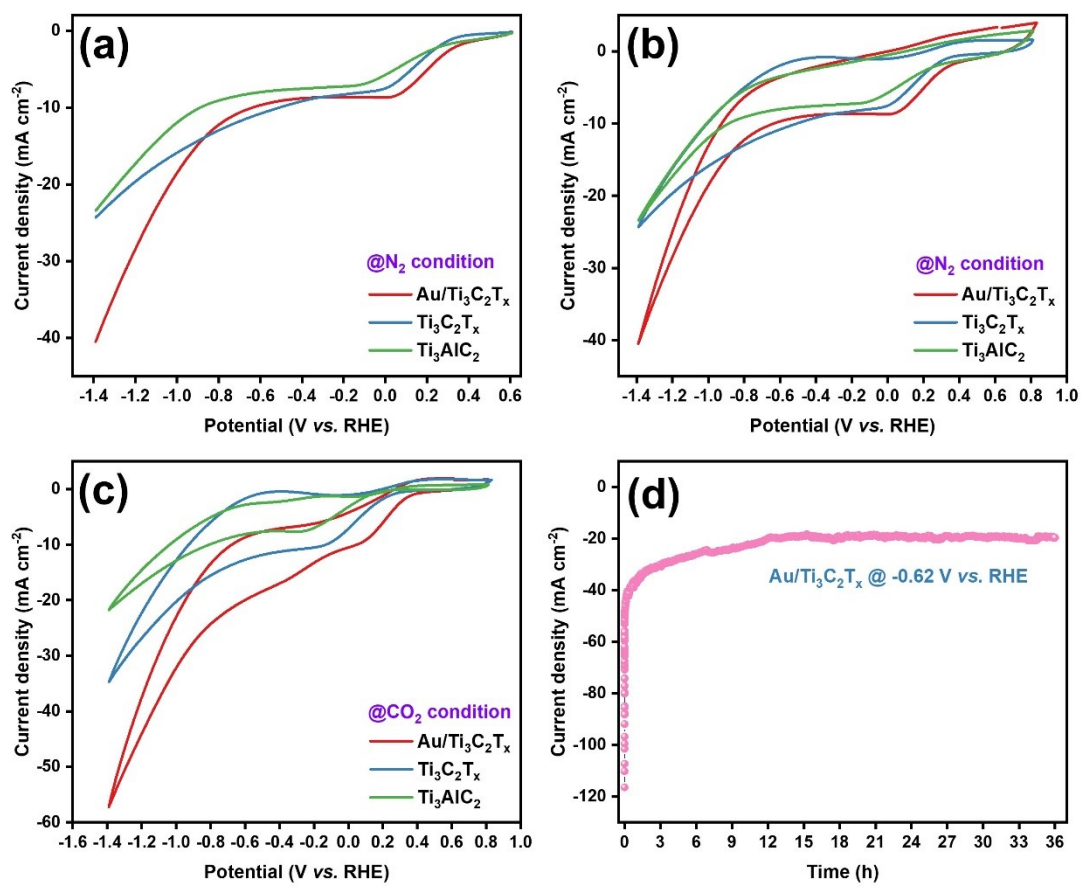 (a)
Current density (mA cm⁻²)
0
-10
-20
-30
-40
@N₂ condition
Au/Ti₃C₂Tₓ
Ti₃C₂Tₓ
Ti₃AlC₂
-1.4 -1.2 -1.0 -0.8 -0.6 -0.4 -0.2 0.0 0.2 0.4 0.6
Potential (V vs. RHE)
(b)
Current density (mA cm⁻²)
0
-10
-20
-30
-40
@N₂ condition
Au/Ti₃C₂Tₓ
Ti₃C₂Tₓ
Ti₃AlC₂
-1.4 -1.2 -1.0 -0.8 -0.6 -0.4 -0.2 0.0 0.2 0.4 0.6 0.8 1.0
Potential (V vs. RHE)
(c)
Current density (mA cm⁻²)
0
-10
-20
-30
-40
-50
-60
@CO₂ condition
Au/Ti₃C₂Tₓ
Ti₃C₂Tₓ
Ti₃AlC₂
-1.6 -1.4 -1.2 -1.0 -0.8 -0.6 -0.4 -0.2 0.0 0.2 0.4 0.6 0.8 1.0
Potential (V vs. RHE)
(d)
Current density (mA cm⁻²)
0
-20
-40
-60
-80
-100
-120
Au/Ti₃C₂Tₓ @ -0.62 V vs. RHE
0 3 6 9 12 15 18 21 24 27 30 33 36
Time (h)